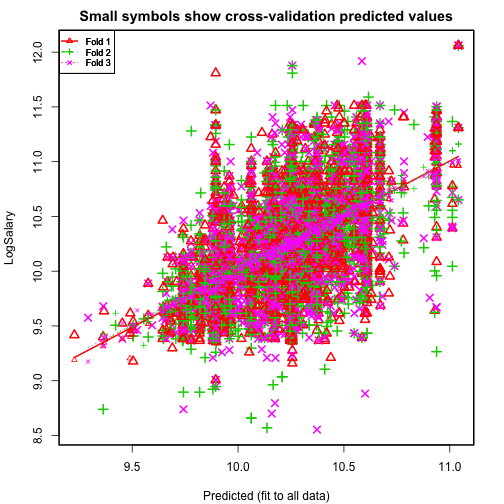 Small symbols show cross-validation predicted values
Fold 1
Fold 2
Fold 3
12.0
11.5
11.0
10.5
10.0
9.5
9.0
8.5
LogSalary
9.5 10.0 10.5 11.0
Predicted (fit to all data)